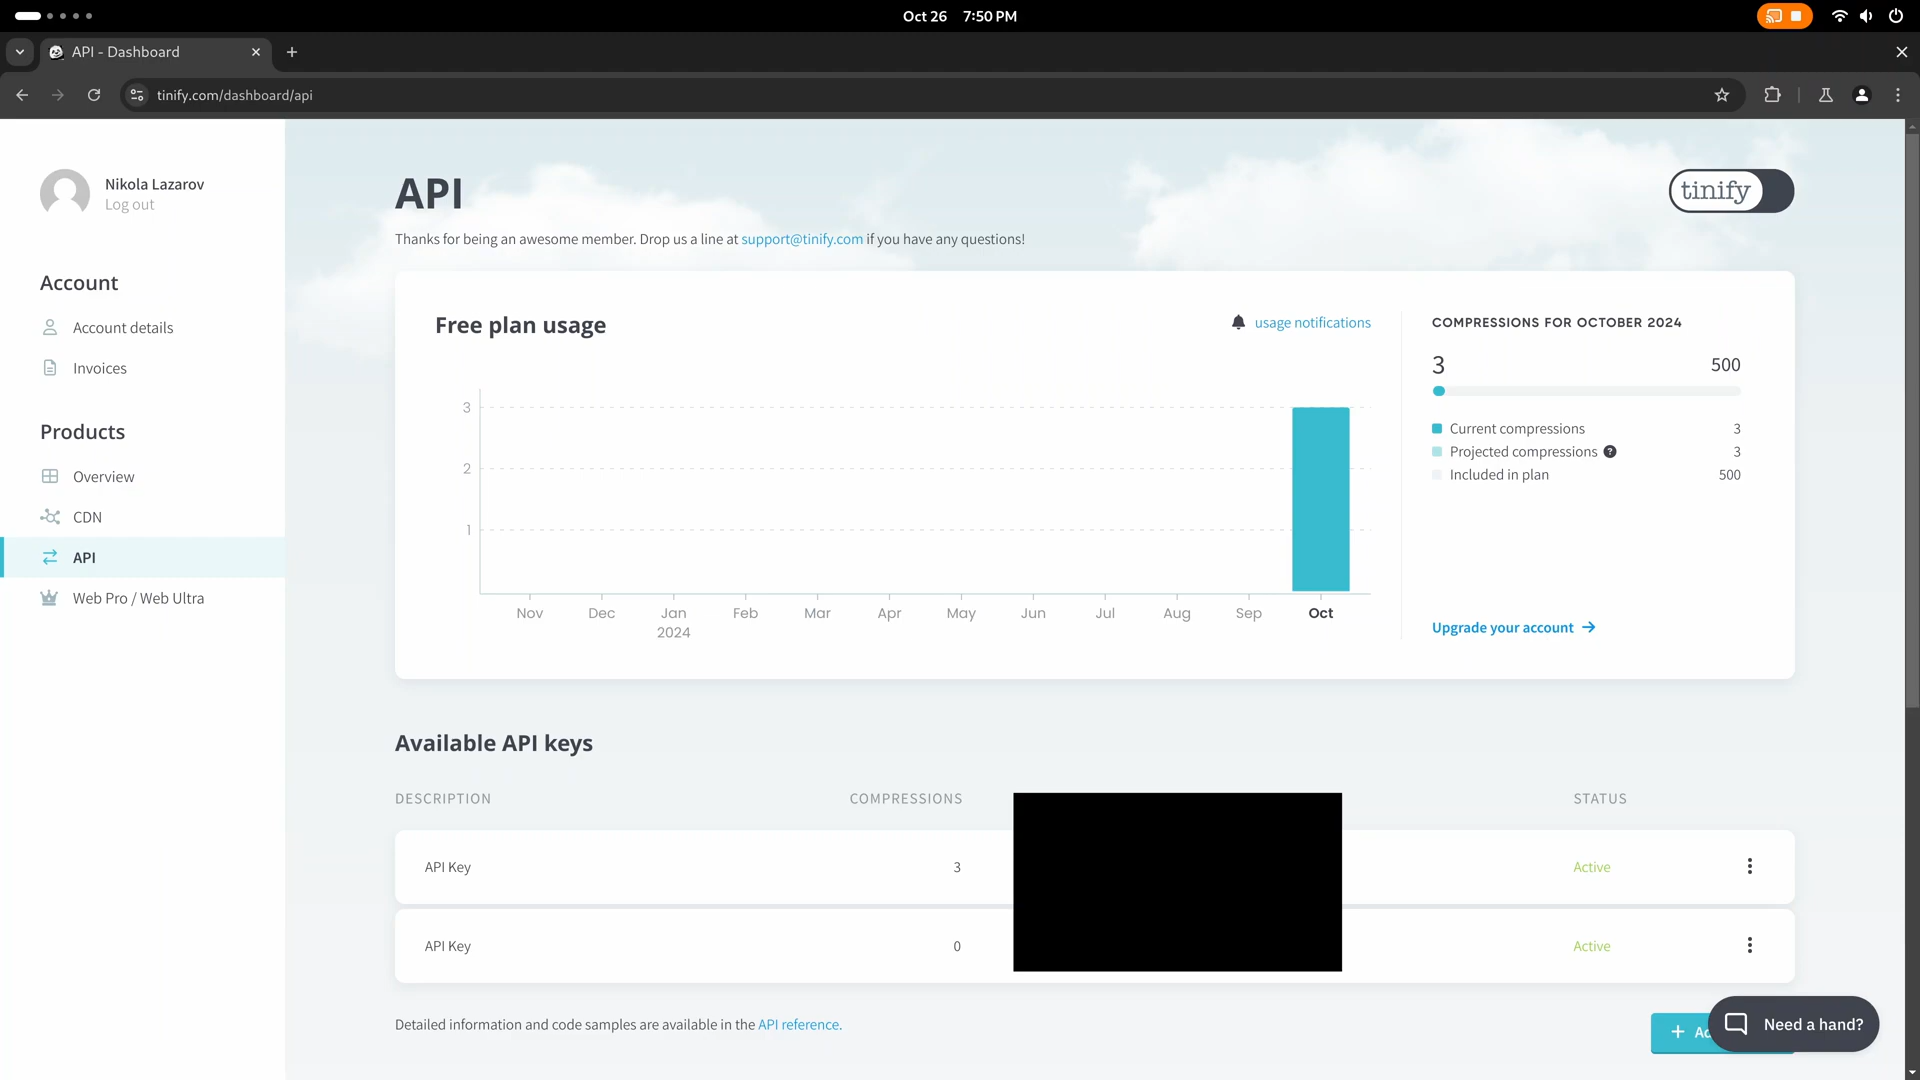 Oct 26 7:50 PM
API - Dashboard
tinify.com/dashboard/api
Nikola Lazarov
Log out
Account
Account details
Invoices
Products
Overview
CDN
API
Web Pro / Web Ultra
API
tinify
Thanks for being an awesome member. Drop us a line at support@tinify.com if you have any questions!
Free plan usage
usage notifications
3
2
1
Nov Dec Jan Feb Mar Apr May Jun Jul Aug Sep Oct
2024
COMPRESSIONS FOR OCTOBER 2024
3 500
Current compressions 3
Projected compressions ? 3
Included in plan 500
Upgrade your account
Available API keys
DESCRIPTION COMPRESSIONS STATUS
API Key 3 Active
API Key 0 Active
Detailed information and code samples are available in the API reference.
Need a hand?